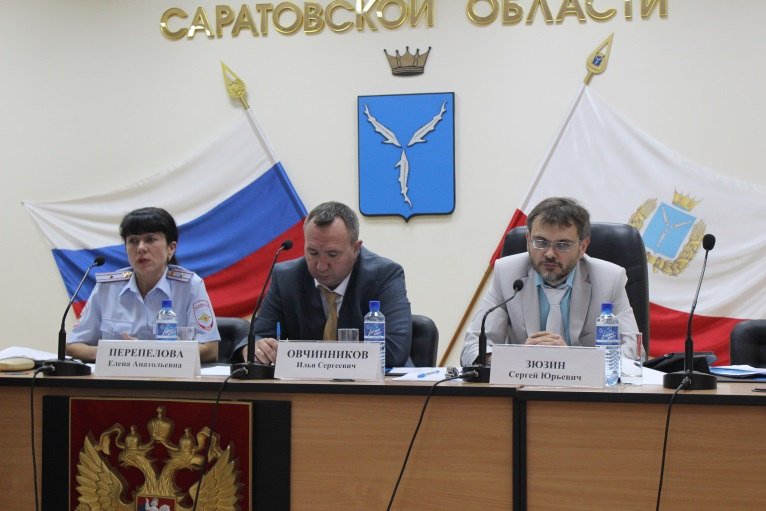 САРАТОВСКОЙ ОБЛАСТИ
ПЕРЕПЕЛОВА
Елена Анатольевна
ОВЧИННИКОВ
Илья Сергеевич
ЗЮЗИН
Сергей Юрьевич